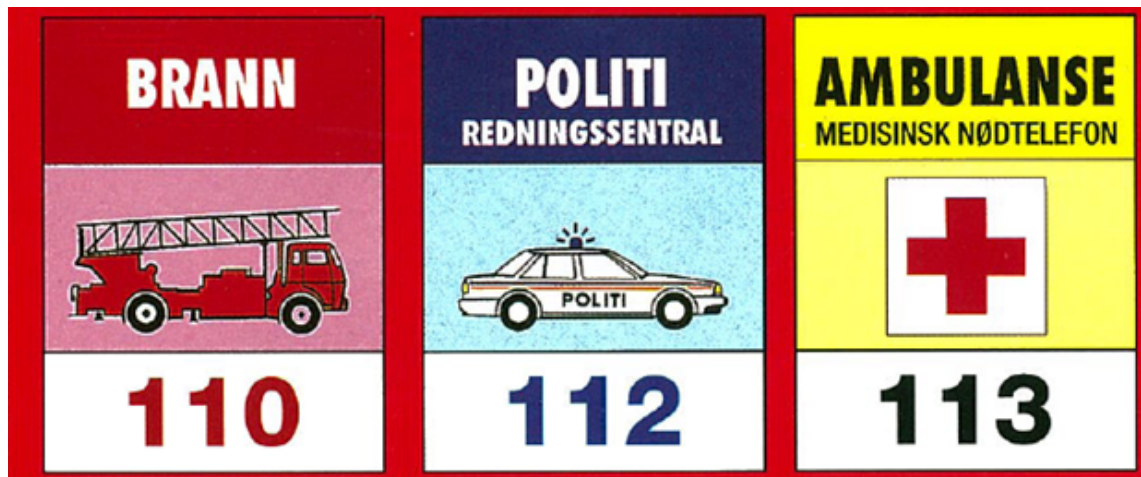 BRANN
110
POLITI
REDNINGSSENTRAL
POLITI
112
AMBULANSE
MEDISINSK NØDTELEFON
113